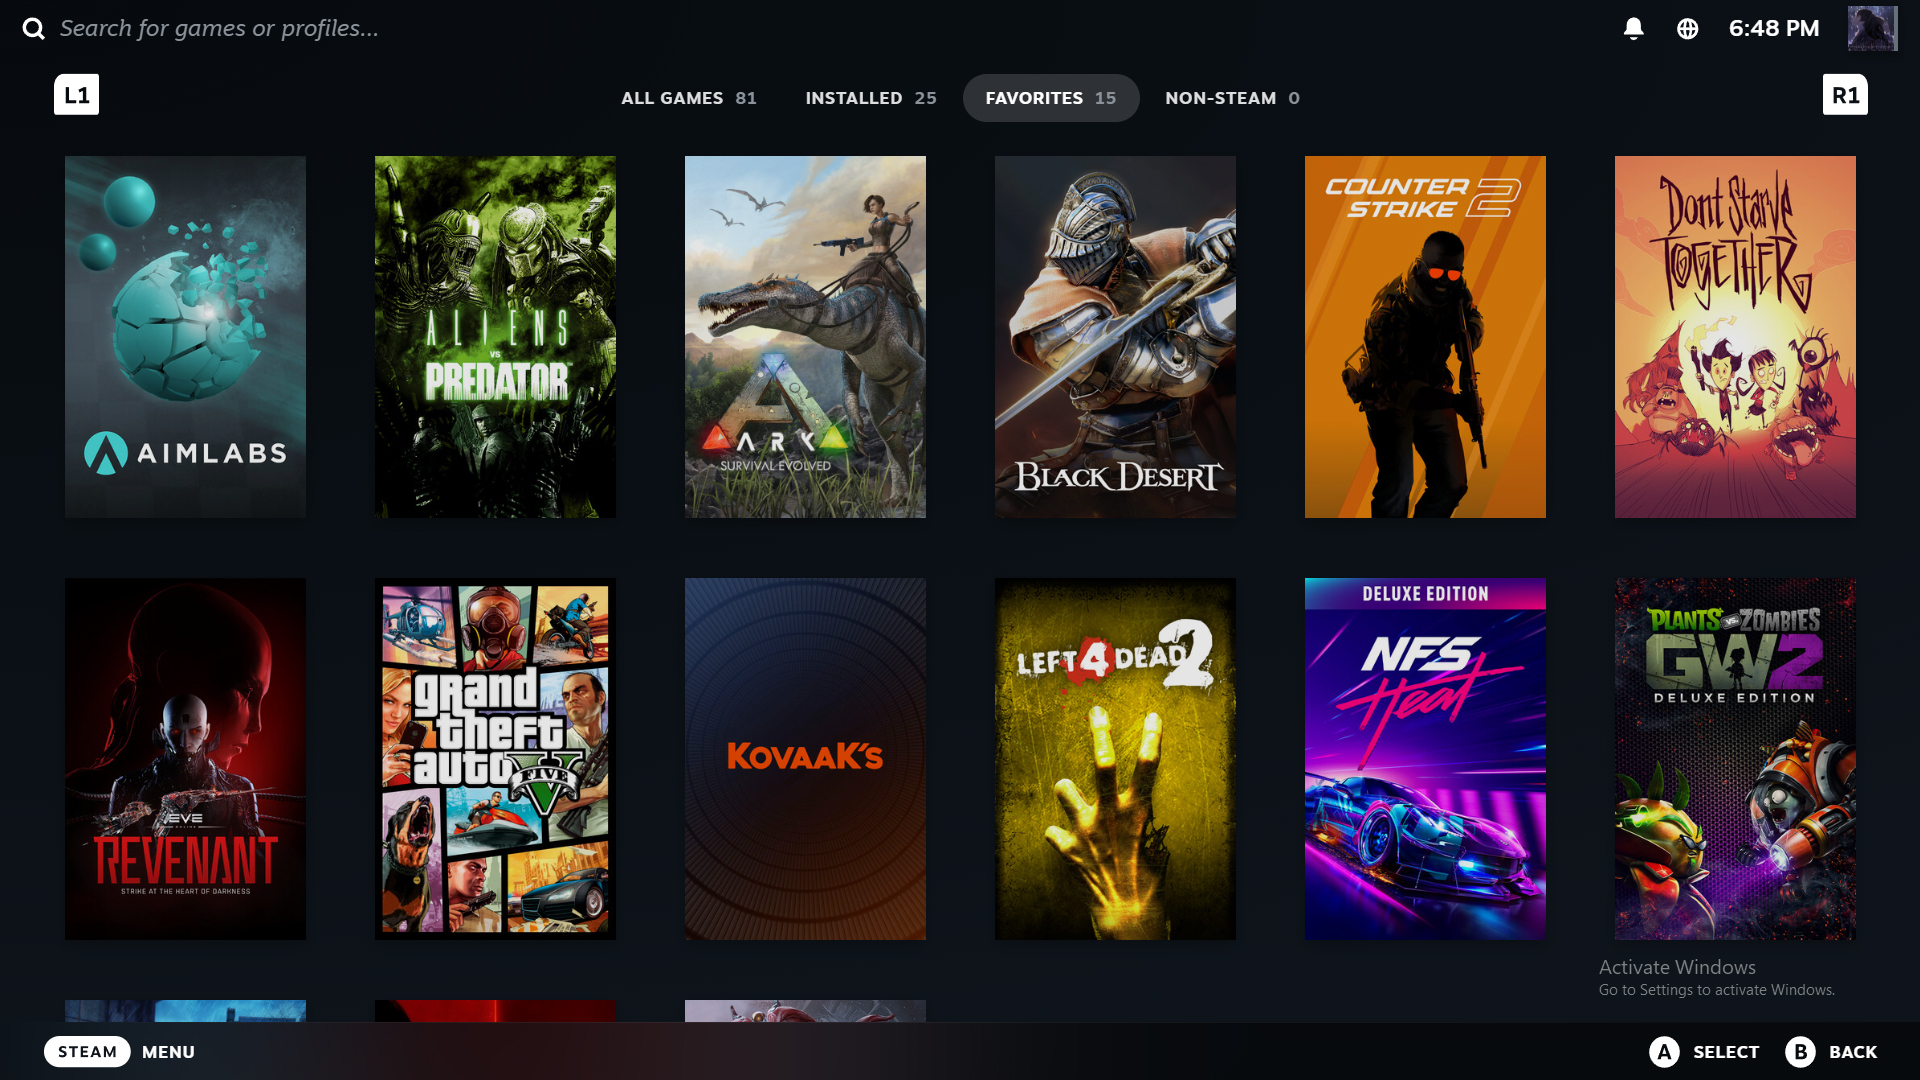 Search for games or profiles...
6:48 PM
L1
ALL GAMES 81
INSTALLED 25
FAVORITES 15
NON-STEAM 0
R1
AIMLABS
ALIENS
VS
PREDATOR
ARK
SURVIVAL EVOLVED
BLACK DESERT
COUNTER
STRIKE 2
Dont Starve
TOGETHER
EVE
ONLINE
REVENANT
STRIKE AT THE HEART OF DARKNESS
grand
theft
auto
FIVE
V
KOVAAK'S
LEFT 4 DEAD 2
DELUXE EDITION
NFS
Heat
PLANTS VS. ZOMBIES
GW2
DELUXE EDITION
Activate Windows
Go to Settings to activate Windows.
STEAM MENU
A SELECT
B BACK